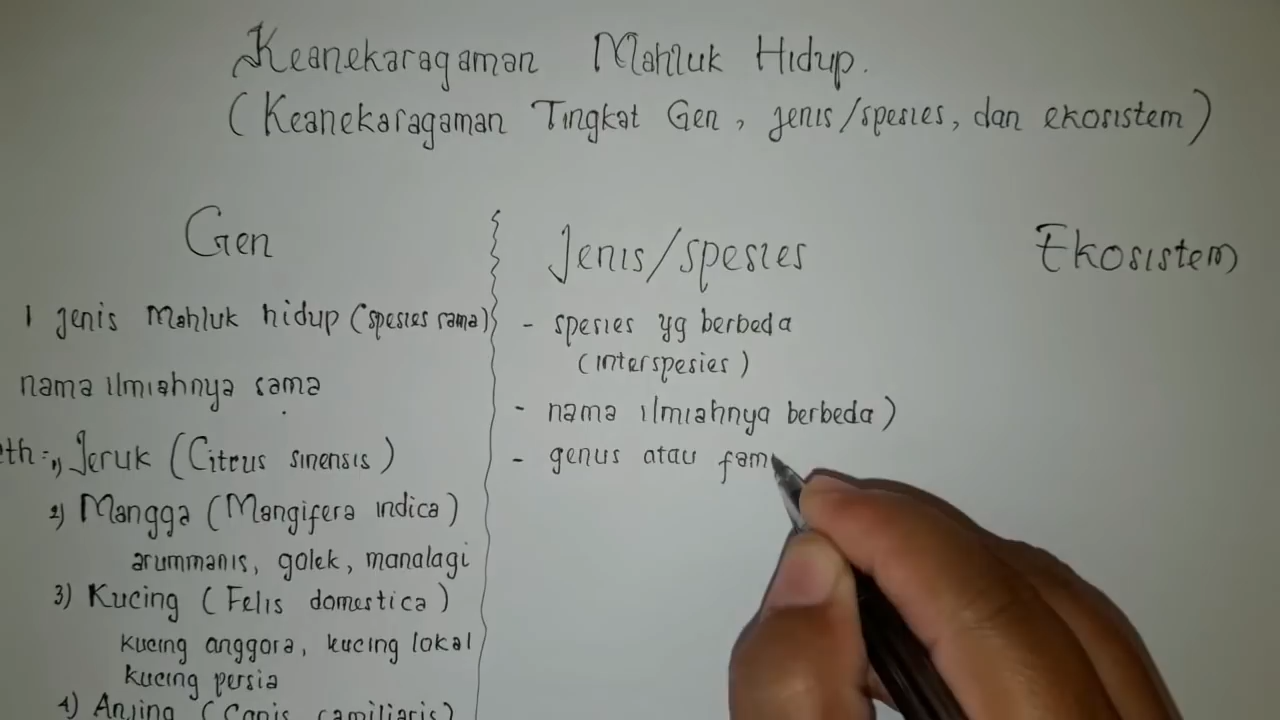 Keanekaragaman Mahluk Hidup.
(Keanekaragaman Tingkat Gen, jenis/spesies, dan ekosistem)
Gen
1 jenis Mahluk hidup (spesies sama)
nama ilmiahnya sama
cth:1) Jeruk (Citrus sinensis)
2) Mangga (Mangifera indica)
arummanis, golek, manalagi
3) Kucing (Felis domestica)
kucing anggora, kucing lokal
kucing persia
4) Anjing (Canis familiaris)
Jenis/spesies
- spesies yg berbeda
(interspesies)
- nama ilmiahnya berbeda)
- genus atau fam
Ekosistem